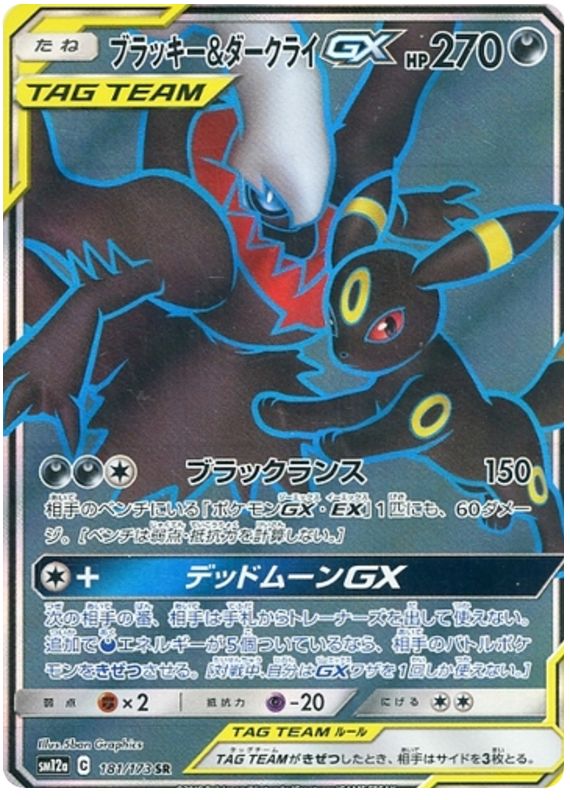 たね ブラッキー&ダークライGX HP270
TAG TEAM
ブラックランス 150
相手のベンチにいる「ポケモンGX・EX」1匹にも、60ダメー
ジ。[ベンチは弱点・抵抗力を計算しない。]
+ デッドムーンGX
次の相手の番、相手は手札からトレーナーズを出して使えない。
追加でエネルギーが5個ついているなら、相手のバトルポケ
モンをきぜつさせる。[対戦中、自分はGXワザを1回しか使えない。]
弱点 ×2 抵抗力 -20 にげる
Illus. 5ban Graphics
TAG TEAM ルール
SM12a C 181/173 SR
TAG TEAMがきぜつしたとき、相手はサイドを3枚とる。